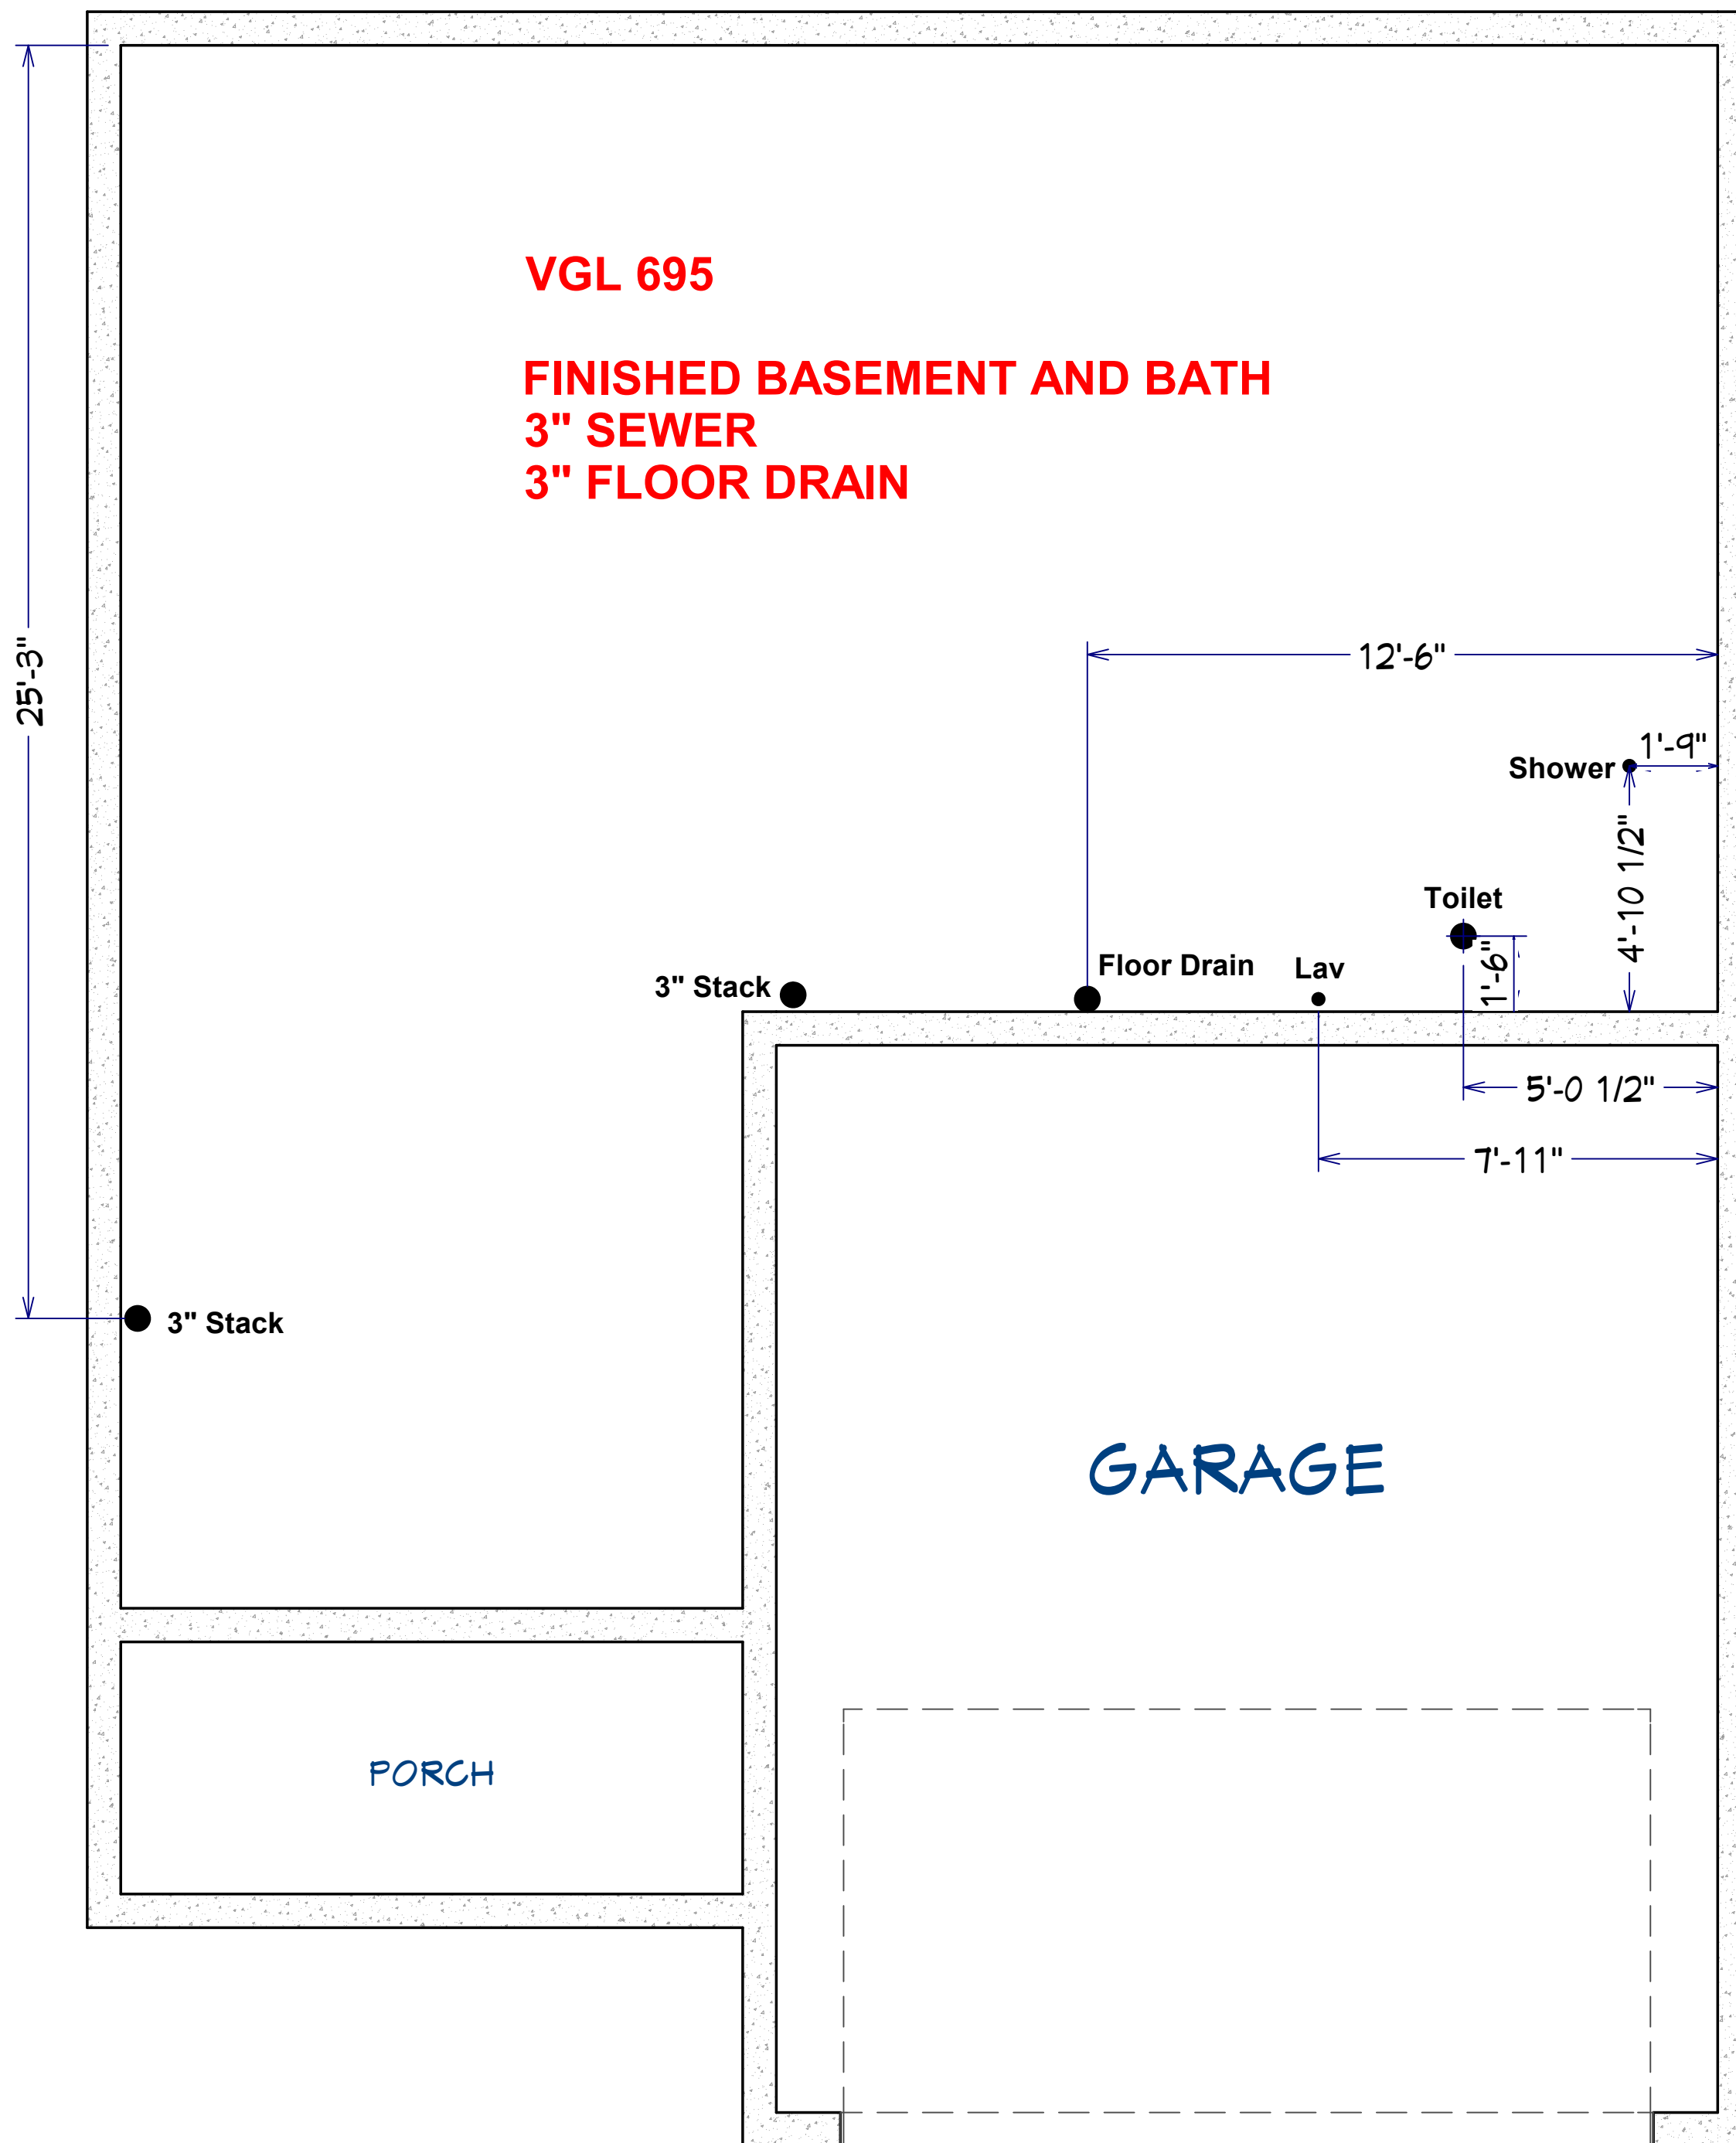 VGL 695
FINISHED BASEMENT AND BATH
3" SEWER
3" FLOOR DRAIN
25'-3"
12'-6"
1'-9"
Shower
4'-10 1/2"
Toilet
1'-6"
Floor Drain
Lav
3" Stack
5'-0 1/2"
7'-11"
3" Stack
GARAGE
PORCH